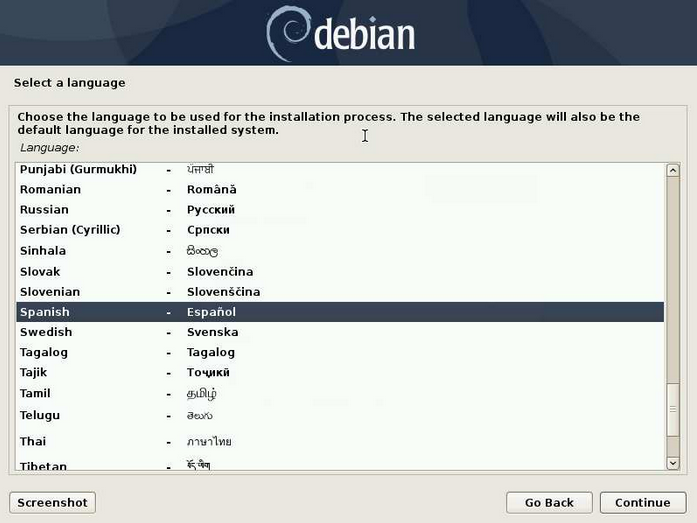 debian
Select a language
Choose the language to be used for the installation process. The selected language will also be the
default language for the installed system.
Language:
Punjabi (Gurmukhi) - ਪੰਜਾਬੀ
Romanian - Română
Russian - Русский
Serbian (Cyrillic) - Српски
Sinhala - සිංහල
Slovak - Slovenčina
Slovenian - Slovenščina
Spanish - Español
Swedish - Svenska
Tagalog - Tagalog
Tajik - Тоҷикӣ
Tamil - தமிழ்
Telugu - తెలుగు
Thai - ภาษาไทย
Tibetan - བོད་ཡིག
Screenshot Go Back Continue